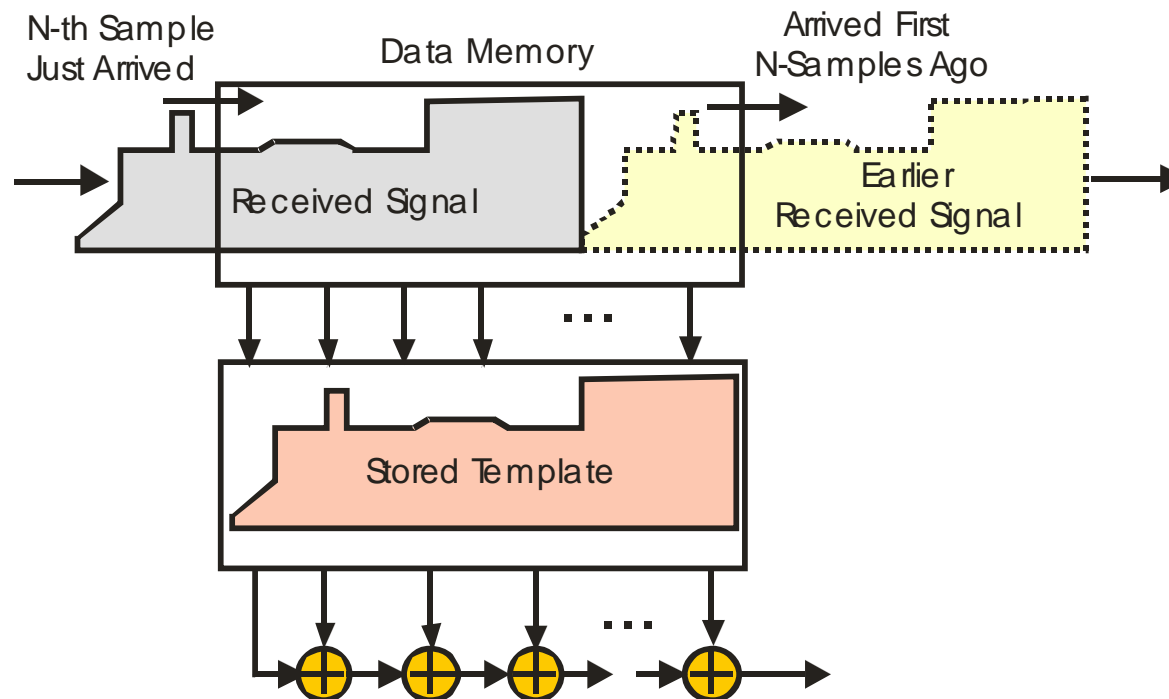 N-th Sample
Just Arrived
Data Memory
Arrived First
N-Samples Ago
Received Signal
Earlier
Received Signal
...
Stored Template
...